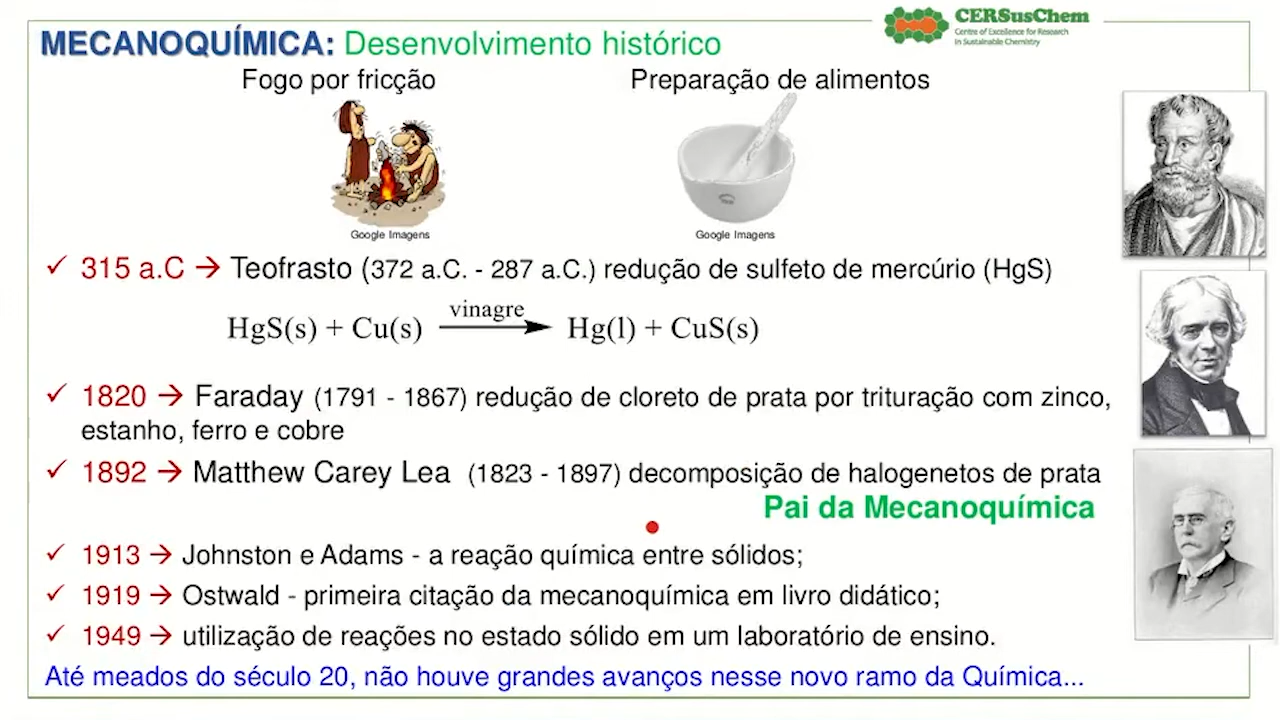 CERSusChem
Centre of Excellence for Research
in Sustainable Chemistry
MECANOQUÍMICA: Desenvolvimento histórico
Fogo por fricção
Preparação de alimentos
Google Imagens
Google Imagens
✓ 315 a.C → Teofrasto (372 a.C. - 287 a.C.) redução de sulfeto de mercúrio (HgS)
vinagre
HgS(s) + Cu(s) → Hg(l) + CuS(s)
✓ 1820 → Faraday (1791 - 1867) redução de cloreto de prata por trituração com zinco,
estanho, ferro e cobre
✓ 1892 → Matthew Carey Lea (1823 - 1897) decomposição de halogenetos de prata
Pai da Mecanoquímica
✓ 1913 → Johnston e Adams - a reação química entre sólidos;
✓ 1919 → Ostwald - primeira citação da mecanoquímica em livro didático;
✓ 1949 → utilização de reações no estado sólido em um laboratório de ensino.
Até meados do século 20, não houve grandes avanços nesse novo ramo da Química...